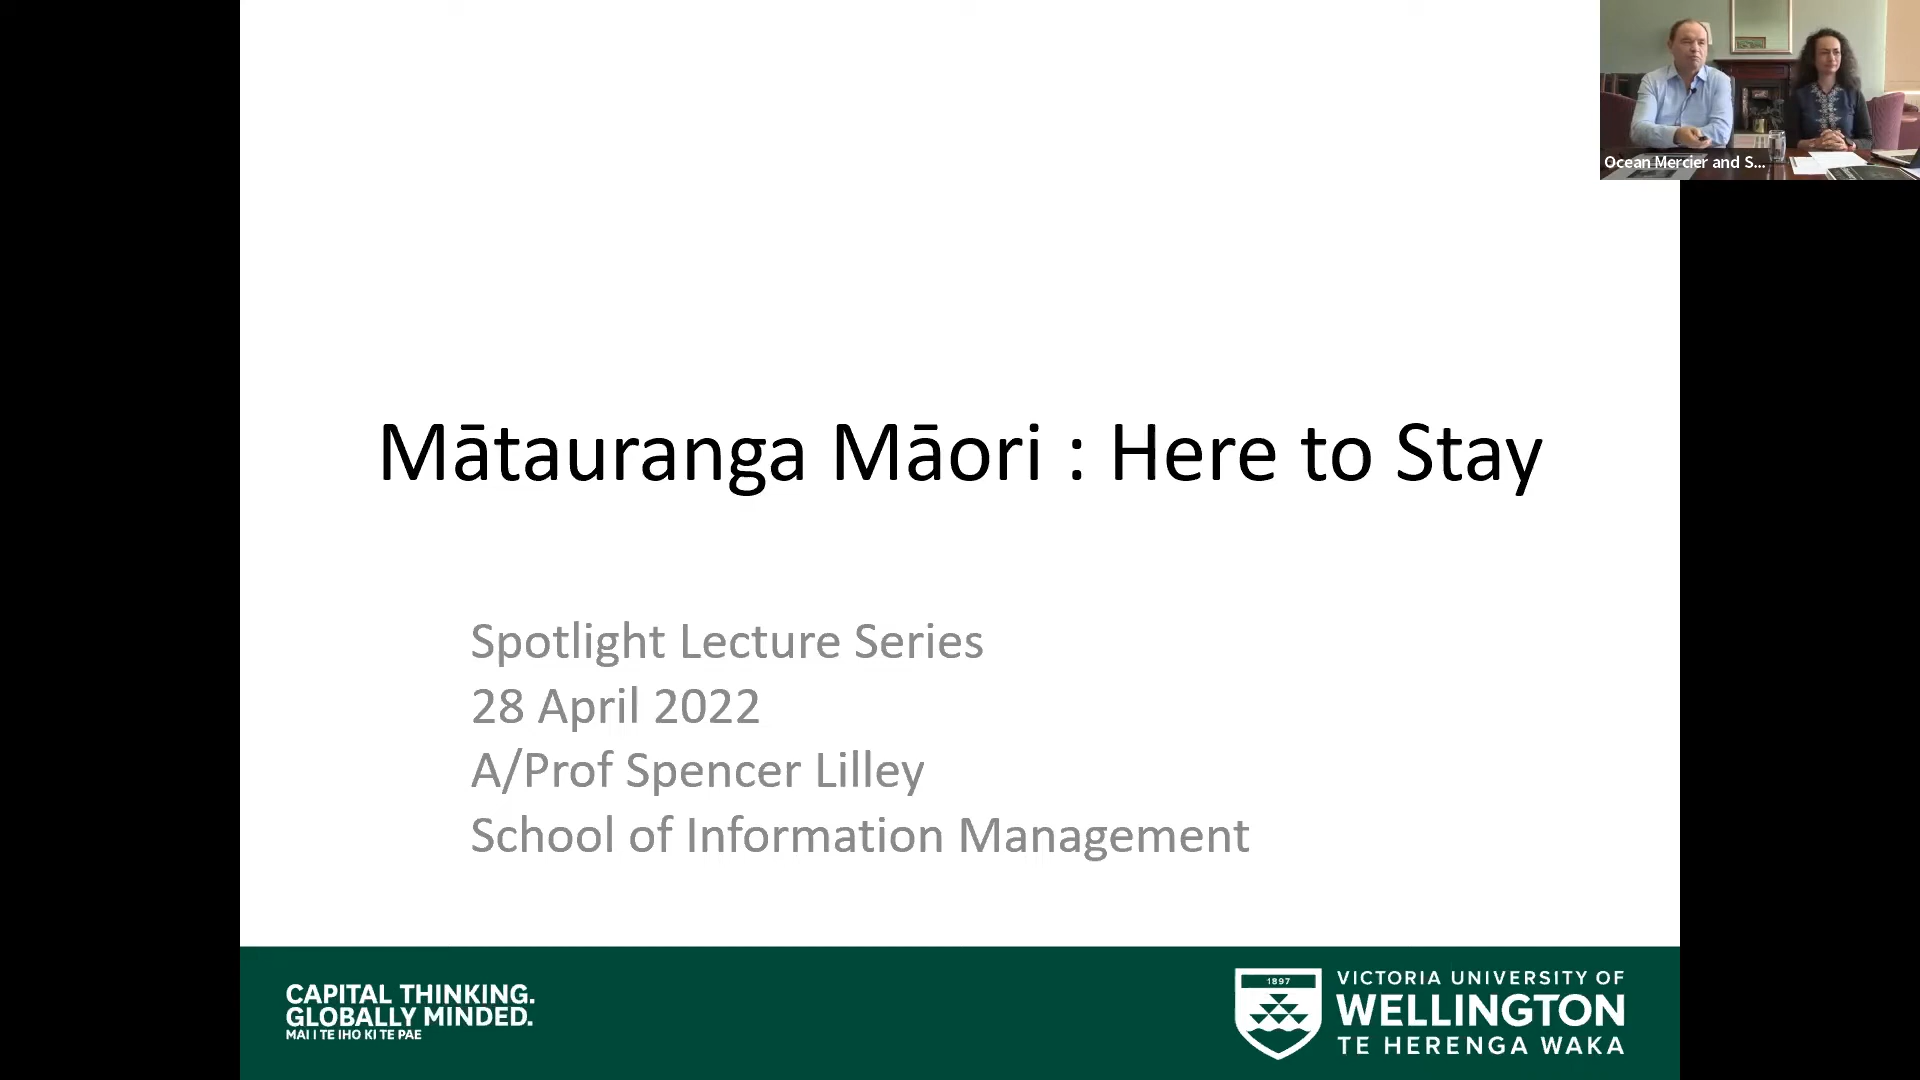 Ocean Mercier and S...
Mātauranga Māori : Here to Stay
Spotlight Lecture Series
28 April 2022
A/Prof Spencer Lilley
School of Information Management
CAPITAL THINKING.
GLOBALLY MINDED.
MAI I TE IHO KI TE PAE
1897
VICTORIA UNIVERSITY OF
WELLINGTON
TE HERENGA WAKA